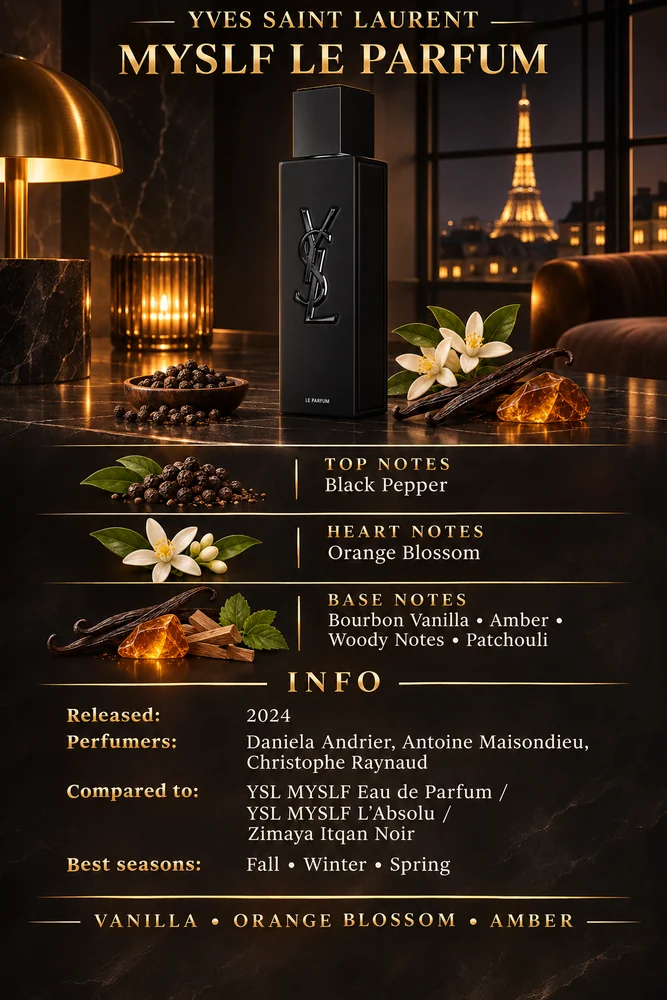 YVES SAINT LAURENT
MYSLF LE PARFUM
YSL
LE PARFUM
TOP NOTES
Black Pepper
HEART NOTES
Orange Blossom
BASE NOTES
Bourbon Vanilla • Amber •
Woody Notes • Patchouli
INFO
Released: 2024
Perfumers: Daniela Andrier, Antoine Maisondieu,
Christophe Raynaud
Compared to: YSL MYSLF Eau de Parfum /
YSL MYSLF L'Absolu /
Zimaya Itqan Noir
Best seasons: Fall • Winter • Spring
VANILLA • ORANGE BLOSSOM • AMBER